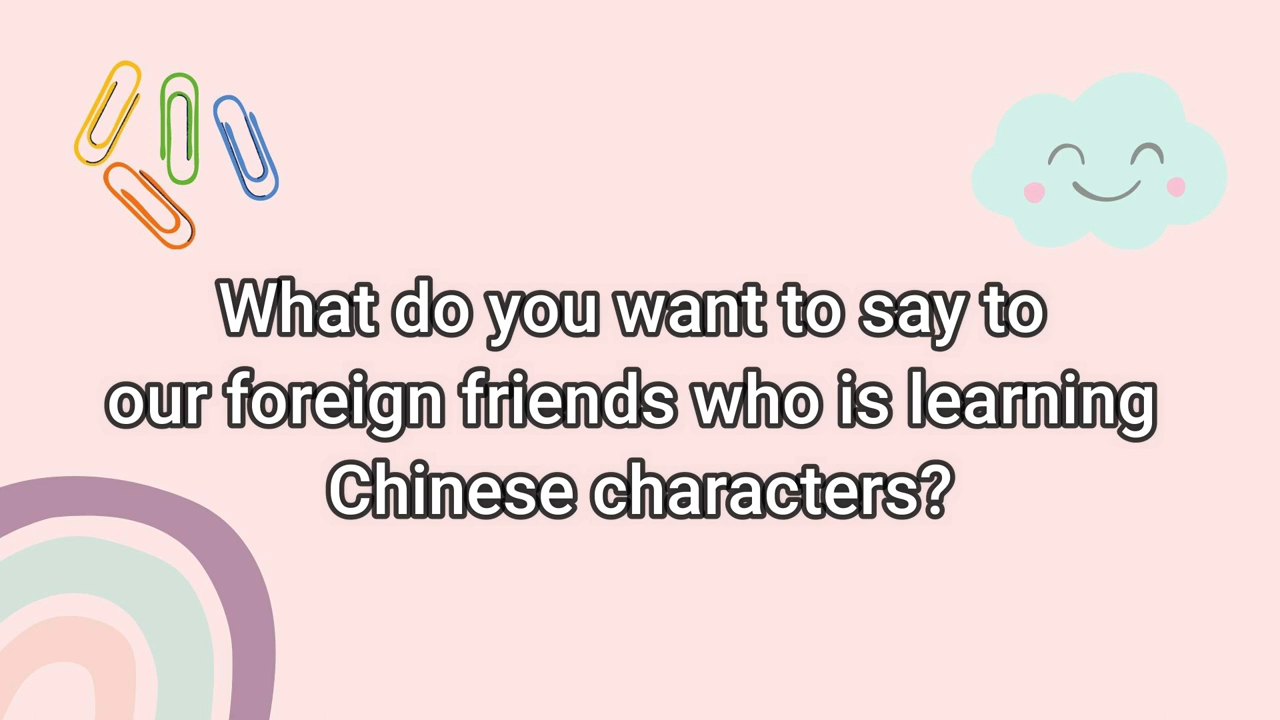 What do you want to say to
our foreign friends who is learning
Chinese characters?